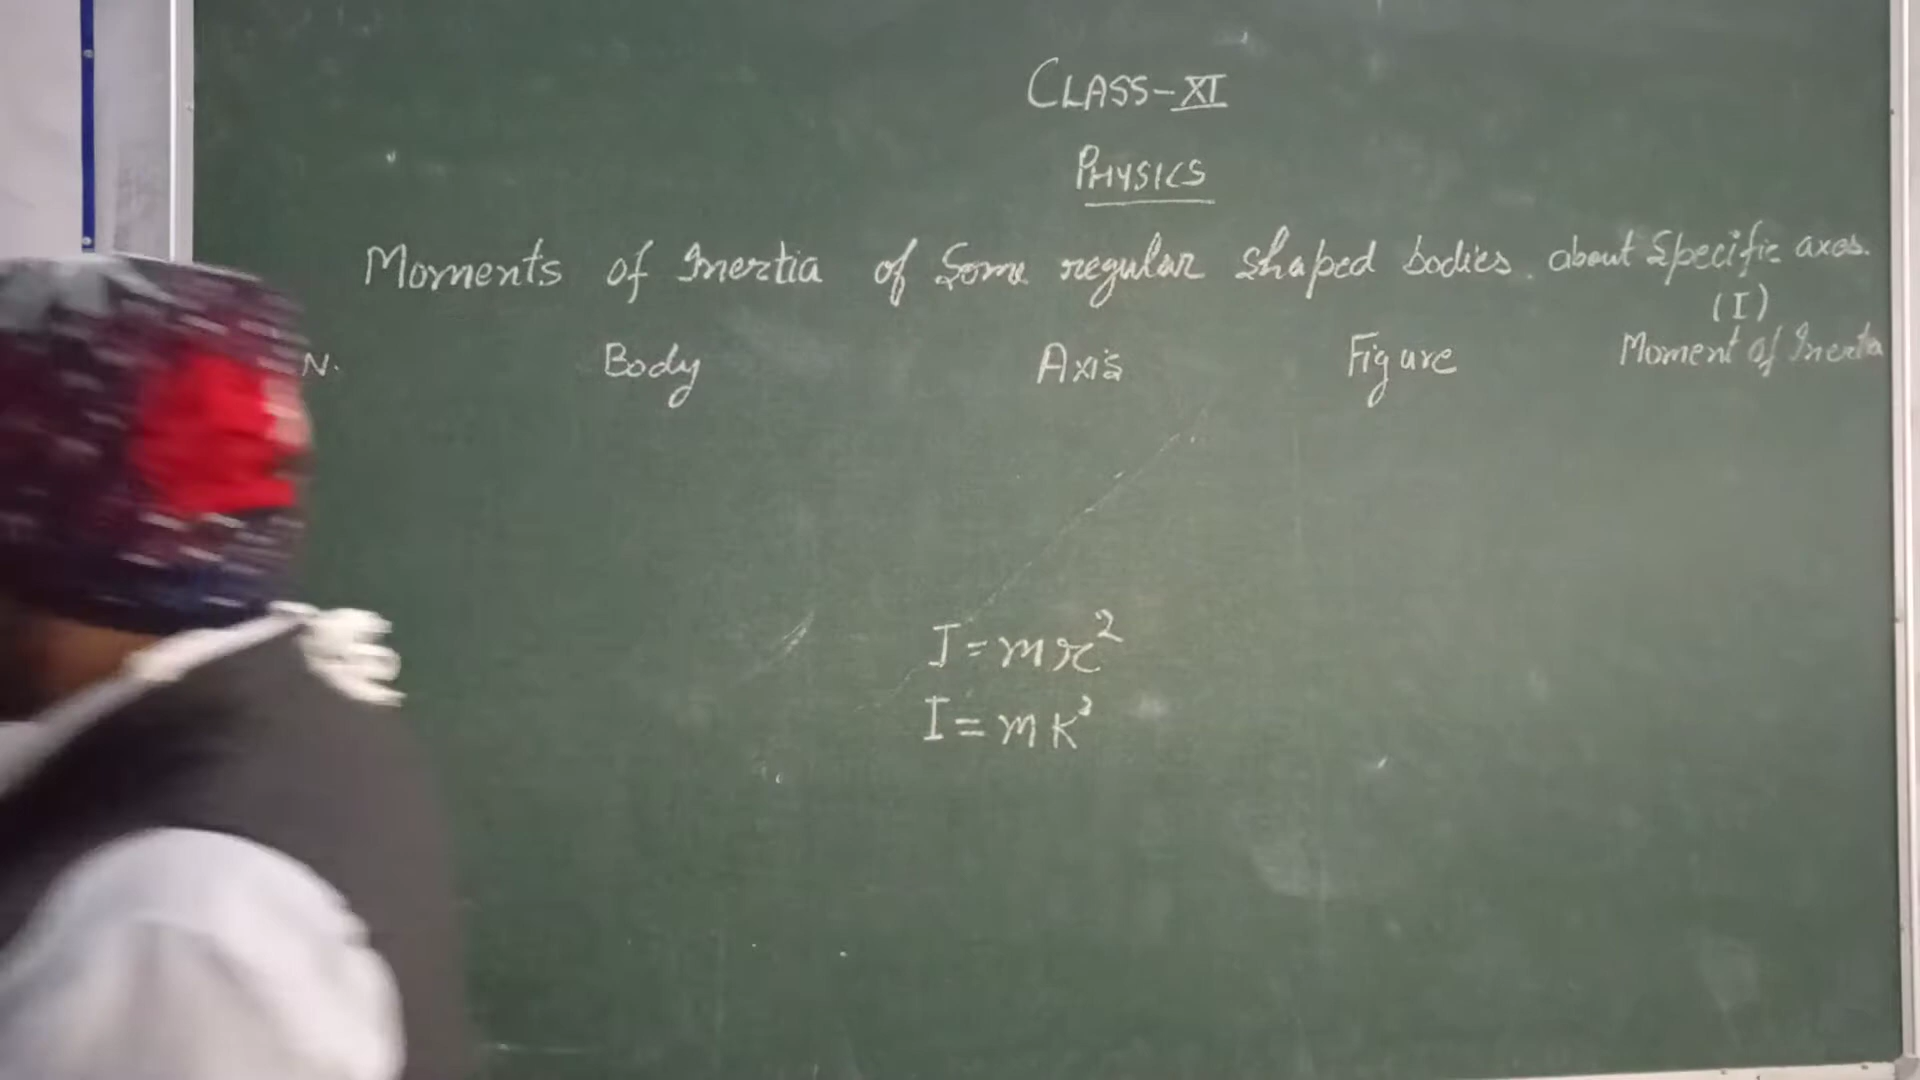 CLASS-XI
PHYSICS
Moments of Inertia of Some regular shaped bodies. about Specific axes.
(I)
N. Body Axis Figure Moment of Inertia
I=mr²
I=mK²